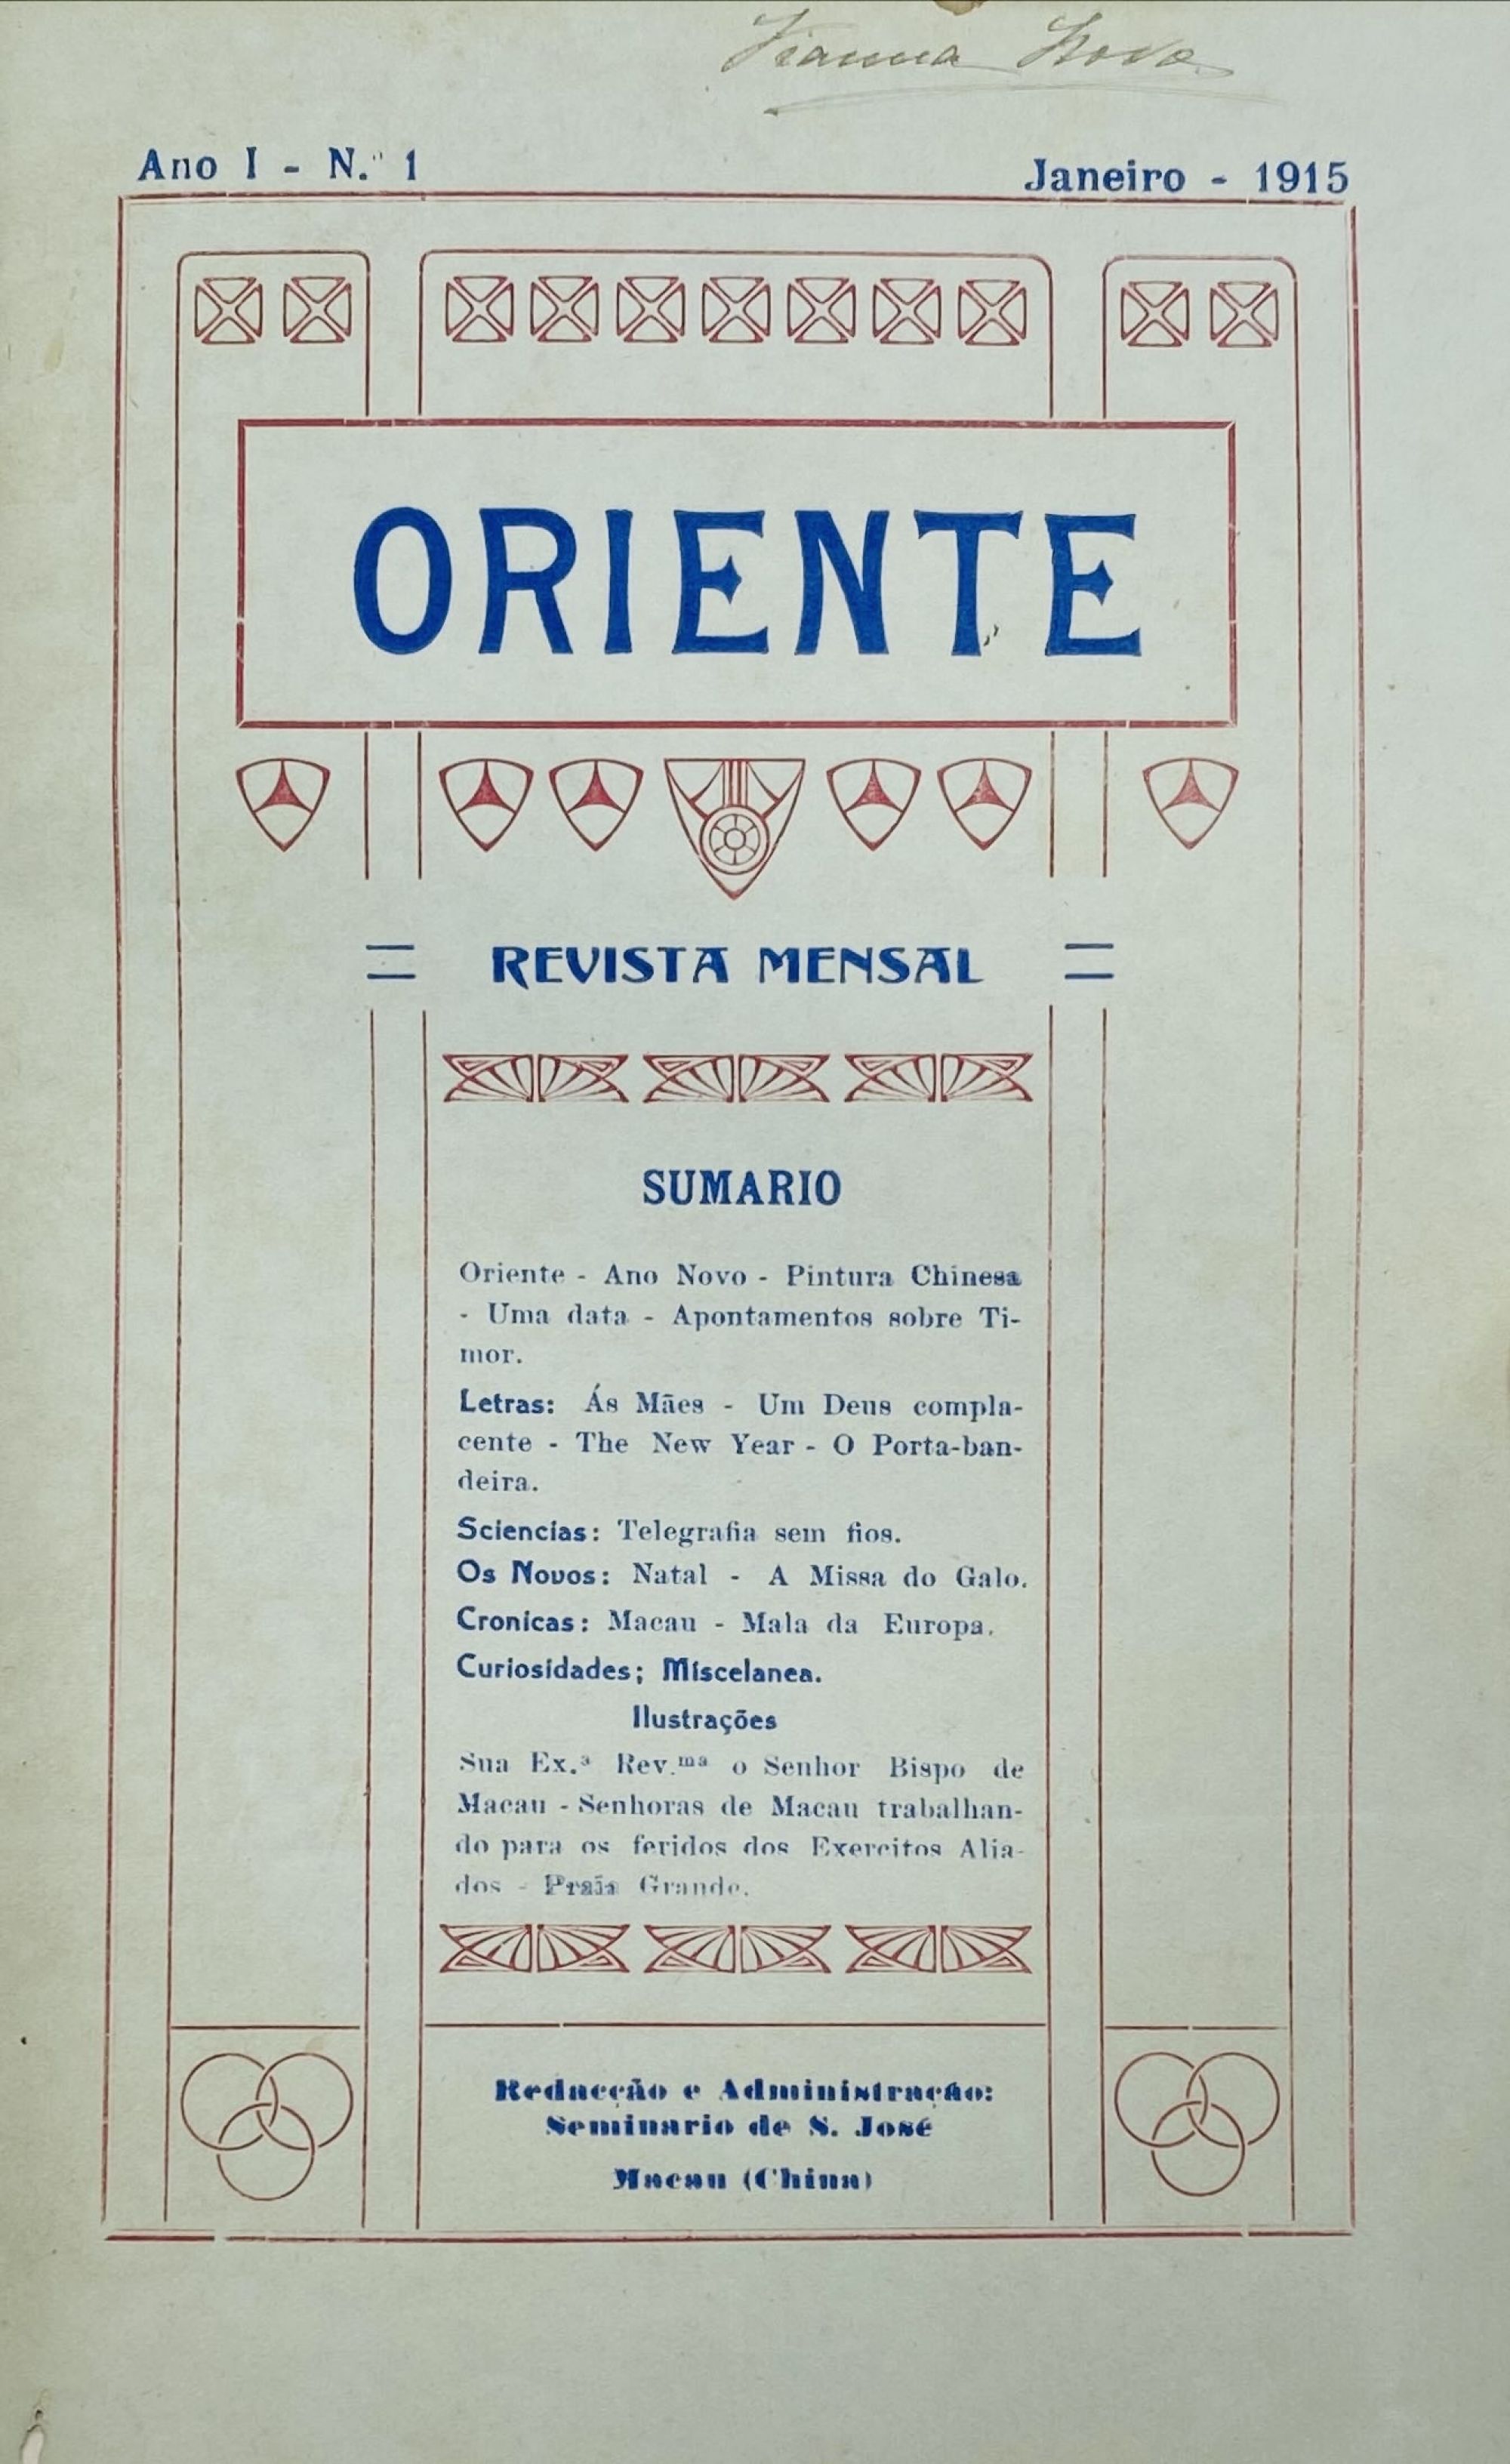 Ano I - N.º 1
Janeiro - 1915
ORIENTE
REVISTA MENSAL
SUMARIO
Oriente - Ano Novo - Pintura Chinesa
- Uma data - Apontamentos sobre Ti-
mor.
Letras: Ás Mães - Um Deus compla-
cente - The New Year - O Porta-ban-
deira.
Sciencias: Telegrafia sem fios.
Os Novos: Natal - A Missa do Galo.
Cronicas: Macau - Mala da Europa.
Curiosidades; Miscelanea.
Ilustrações
Sua Ex.ª Rev.ᵐᵃ o Senhor Bispo de
Macau - Senhoras de Macau trabalhan-
do para os feridos dos Exercitos Alia-
dos - Praia Grande.
Redacção e Administração:
Seminario de S. José
Macau (China)